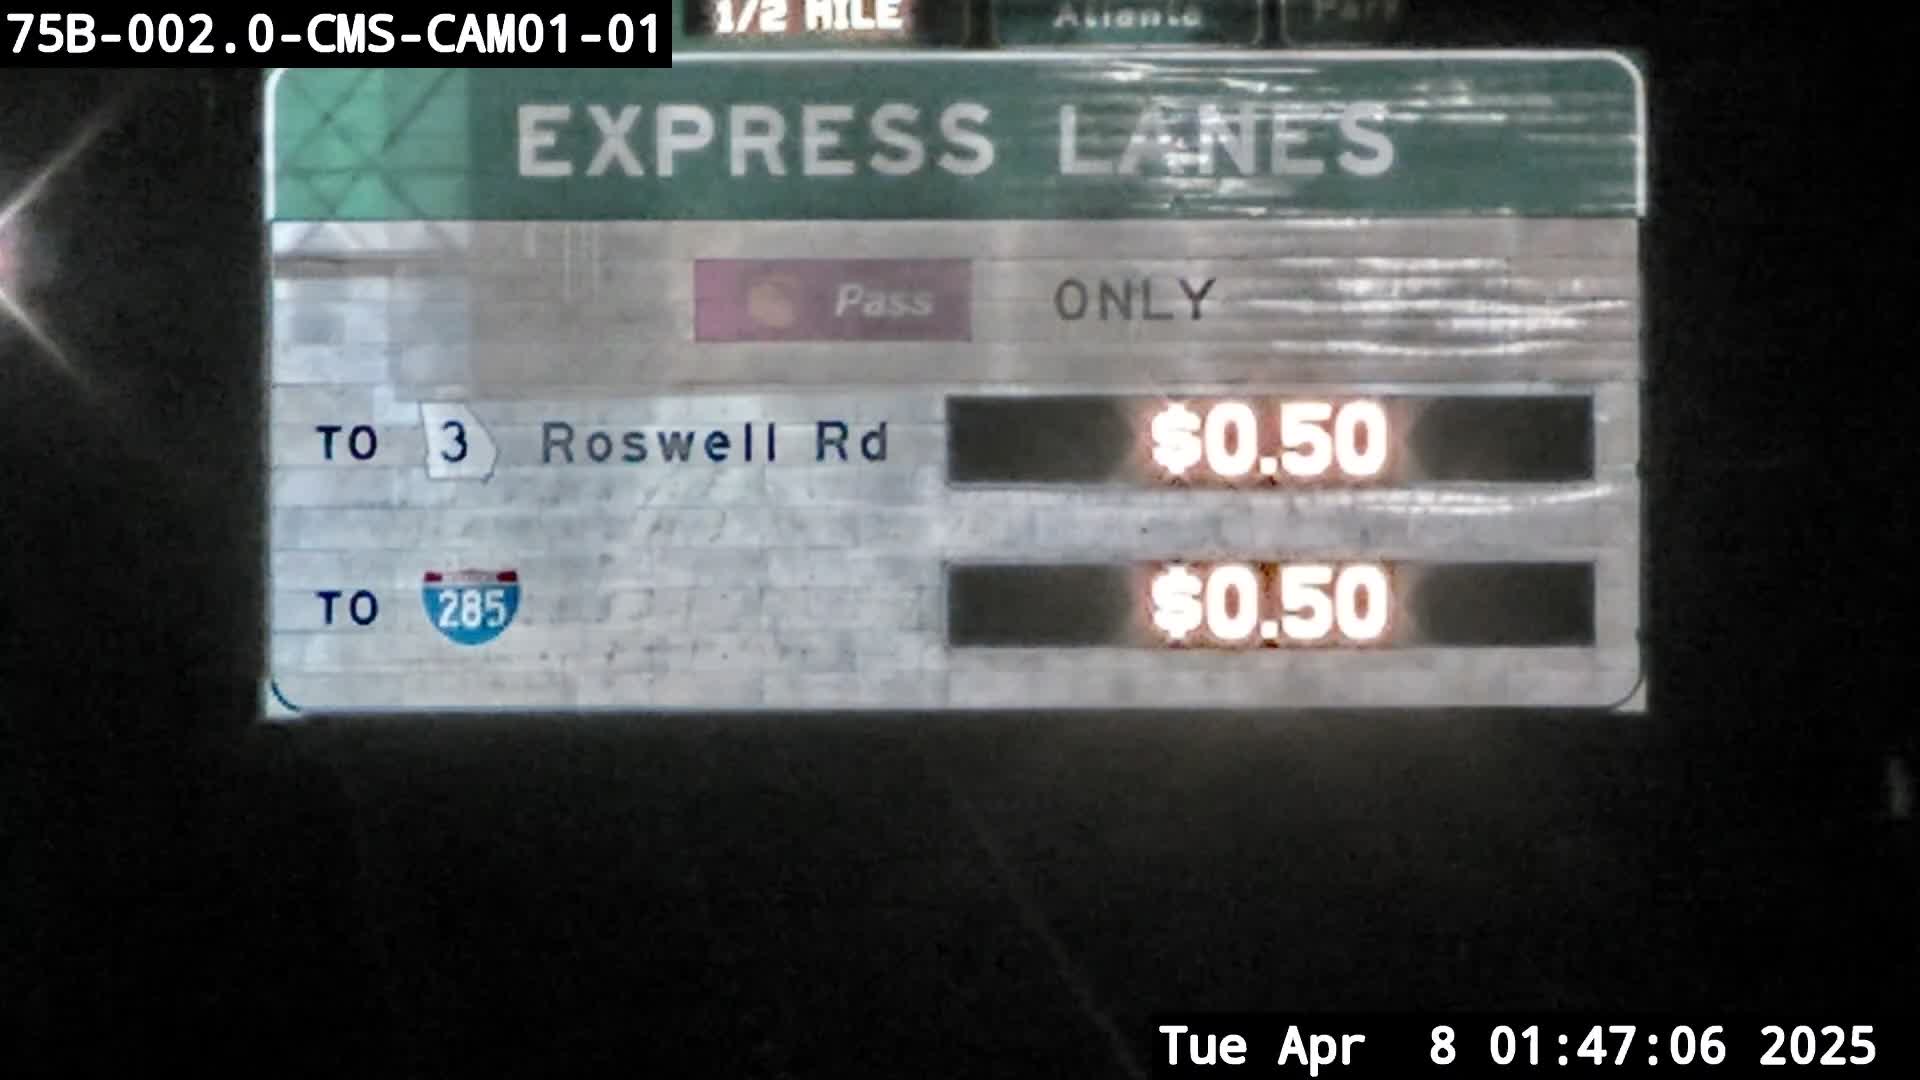 75B-002.0-CMS-CAM01-01
1/2 MILE
Atlantic
EXPRESS LANES
Pass ONLY
TO 3 Roswell Rd $0.50
TO 285 $0.50
Tue Apr 8 01:47:06 2025